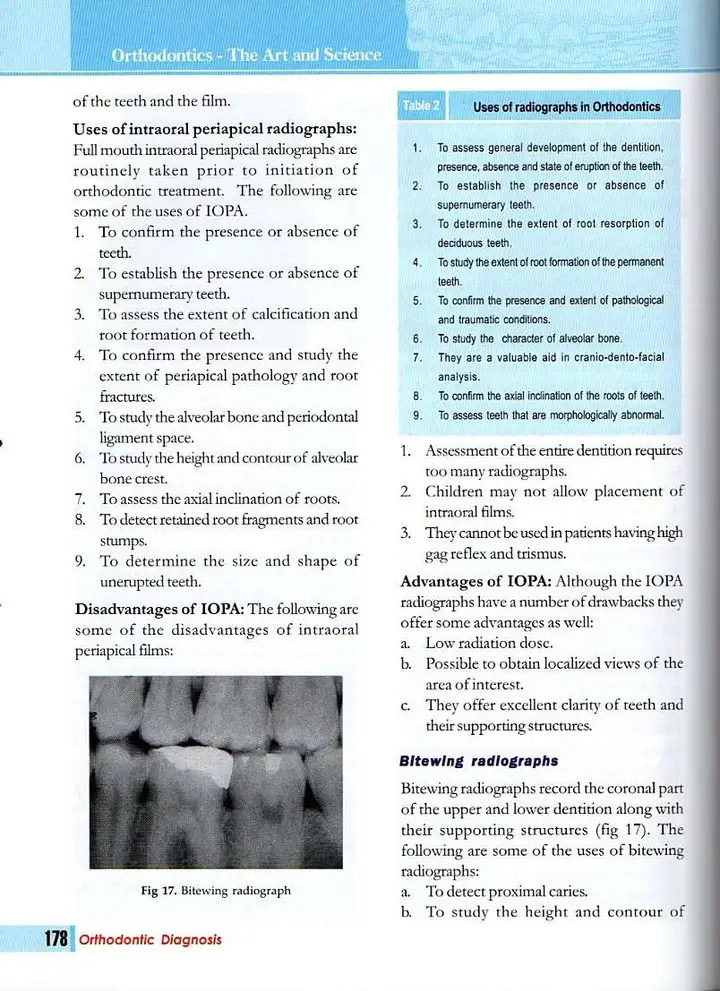 Orthodontics - The Art and Science
of the teeth and the film.
Uses of intraoral periapical radiographs:
Full mouth intraoral periapical radiographs are
routinely taken prior to initiation of
orthodontic treatment. The following are
some of the uses of IOPA.
1. To confirm the presence or absence of
teeth.
2. To establish the presence or absence of
supernumerary teeth.
3. To assess the extent of calcification and
root formation of teeth.
4. To confirm the presence and study the
extent of periapical pathology and root
fractures.
5. To study the alveolar bone and periodontal
ligament space.
6. To study the height and contour of alveolar
bone crest.
7. To assess the axial inclination of roots.
8. To detect retained root fragments and root
stumps.
9. To determine the size and shape of
unerupted teeth.
Disadvantages of IOPA: The following are
some of the disadvantages of intraoral
periapical films:
Fig 17. Bitewing radiograph
Table 2 Uses of radiographs in Orthodontics
1. To assess general development of the dentition,
presence, absence and state of eruption of the teeth.
2. To establish the presence or absence of
supernumerary teeth.
3. To determine the extent of root resorption of
deciduous teeth.
4. To study the extent of root formation of the permanent
teeth.
5. To confirm the presence and extent of pathological
and traumatic conditions.
6. To study the character of alveolar bone.
7. They are a valuable aid in cranio-dento-facial
analysis.
8. To confirm the axial inclination of the roots of teeth.
9. To assess teeth that are morphologically abnormal.
1. Assessment of the entire dentition requires
too many radiographs.
2. Children may not allow placement of
intraoral films.
3. They cannot be used in patients having high
gag reflex and trismus.
Advantages of IOPA: Although the IOPA
radiographs have a number of drawbacks they
offer some advantages as well:
a. Low radiation dose.
b. Possible to obtain localized views of the
area of interest.
c. They offer excellent clarity of teeth and
their supporting structures.
Bitewing radiographs
Bitewing radiographs record the coronal part
of the upper and lower dentition along with
their supporting structures (fig 17). The
following are some of the uses of bitewing
radiographs:
a. To detect proximal caries.
b. To study the height and contour of
178 Orthodontic Diagnosis